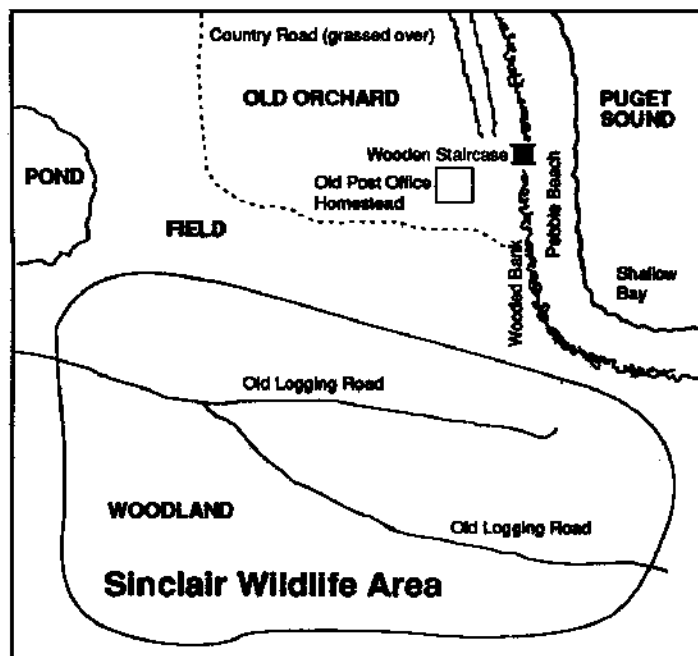 Country Road (grassed over)
OLD ORCHARD
PUGET
SOUND
Wooden Staircase
POND
Old Post Office
Homestead
Pebble Beach
FIELD
Wooded Bank
Shallow
Bay
Old Logging Road
WOODLAND
Old Logging Road
Sinclair Wildlife Area